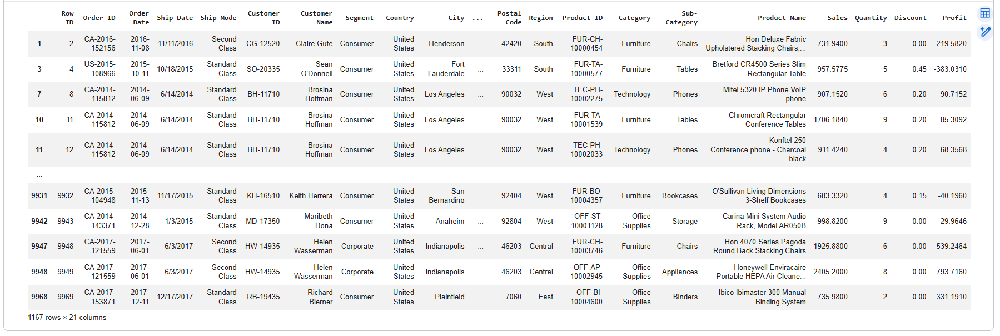 Row ID Order ID Order Date Ship Date Ship Mode Customer ID Customer Name Segment Country City ... Postal Code Region Product ID Category Sub-Category Product Name Sales Quantity Discount Profit
1 2 CA-2016-152156 2016-11-08 11/11/2016 Second Class CG-12520 Claire Gute Consumer United States Henderson ... 42420 South FUR-CH-10000454 Furniture Chairs Hon Deluxe Fabric Upholstered Stacking Chairs,... 731.9400 3 0.00 219.5820
3 4 US-2015-108966 2015-10-11 10/18/2015 Standard Class SO-20335 Sean O'Donnell Consumer United States Fort Lauderdale ... 33311 South FUR-TA-10000577 Furniture Tables Bretford CR4500 Series Slim Rectangular Table 957.5775 5 0.45 -383.0310
7 8 CA-2014-115812 2014-06-09 6/14/2014 Standard Class BH-11710 Brosina Hoffman Consumer United States Los Angeles ... 90032 West TEC-PH-10002275 Technology Phones Mitel 5320 IP Phone VoIP phone 907.1520 6 0.20 90.7152
10 11 CA-2014-115812 2014-06-09 6/14/2014 Standard Class BH-11710 Brosina Hoffman Consumer United States Los Angeles ... 90032 West FUR-TA-10001539 Furniture Tables Chromcraft Rectangular Conference Tables 1706.1840 9 0.20 85.3092
11 12 CA-2014-115812 2014-06-09 6/14/2014 Standard Class BH-11710 Brosina Hoffman Consumer United States Los Angeles ... 90032 West TEC-PH-10002033 Technology Phones Konftel 250 Conference phone - Charcoal black 911.4240 4 0.20 68.3568
... ... ... ... ... ... ... ... ... ... ... ... ... ... ... ... ... ... ... ... ... ...
9931 9932 CA-2015-104948 2015-11-13 11/17/2015 Standard Class KH-16510 Keith Herrera Consumer United States San Bernardino ... 92404 West FUR-BO-10004357 Furniture Bookcases O'Sullivan Living Dimensions 3-Shelf Bookcases 683.3320 4 0.15 -40.1960
9942 9943 CA-2014-143371 2014-12-28 1/3/2015 Standard Class MD-17350 Maribeth Dona Consumer United States Anaheim ... 92804 West OFF-ST-10001128 Office Supplies Storage Carina Mini System Audio Rack, Model AR050B 998.8200 9 0.00 29.9646
9947 9948 CA-2017-121559 2017-06-01 6/3/2017 Second Class HW-14935 Helen Wasserman Corporate United States Indianapolis ... 46203 Central FUR-CH-10003746 Furniture Chairs Hon 4070 Series Pagoda Round Back Stacking Chairs 1925.8800 6 0.00 539.2464
9948 9949 CA-2017-121559 2017-06-01 6/3/2017 Second Class HW-14935 Helen Wasserman Corporate United States Indianapolis ... 46203 Central OFF-AP-10002945 Office Supplies Appliances Honeywell Enviracaire Portable HEPA Air Cleane... 2405.2000 8 0.00 793.7160
9968 9969 CA-2017-153871 2017-12-11 12/17/2017 Standard Class RB-19435 Richard Bierner Consumer United States Plainfield ... 7060 East OFF-BI-10004600 Office Supplies Binders Ibico Ibimaster 300 Manual Binding System 735.9800 2 0.00 331.1910
1167 rows × 21 columns